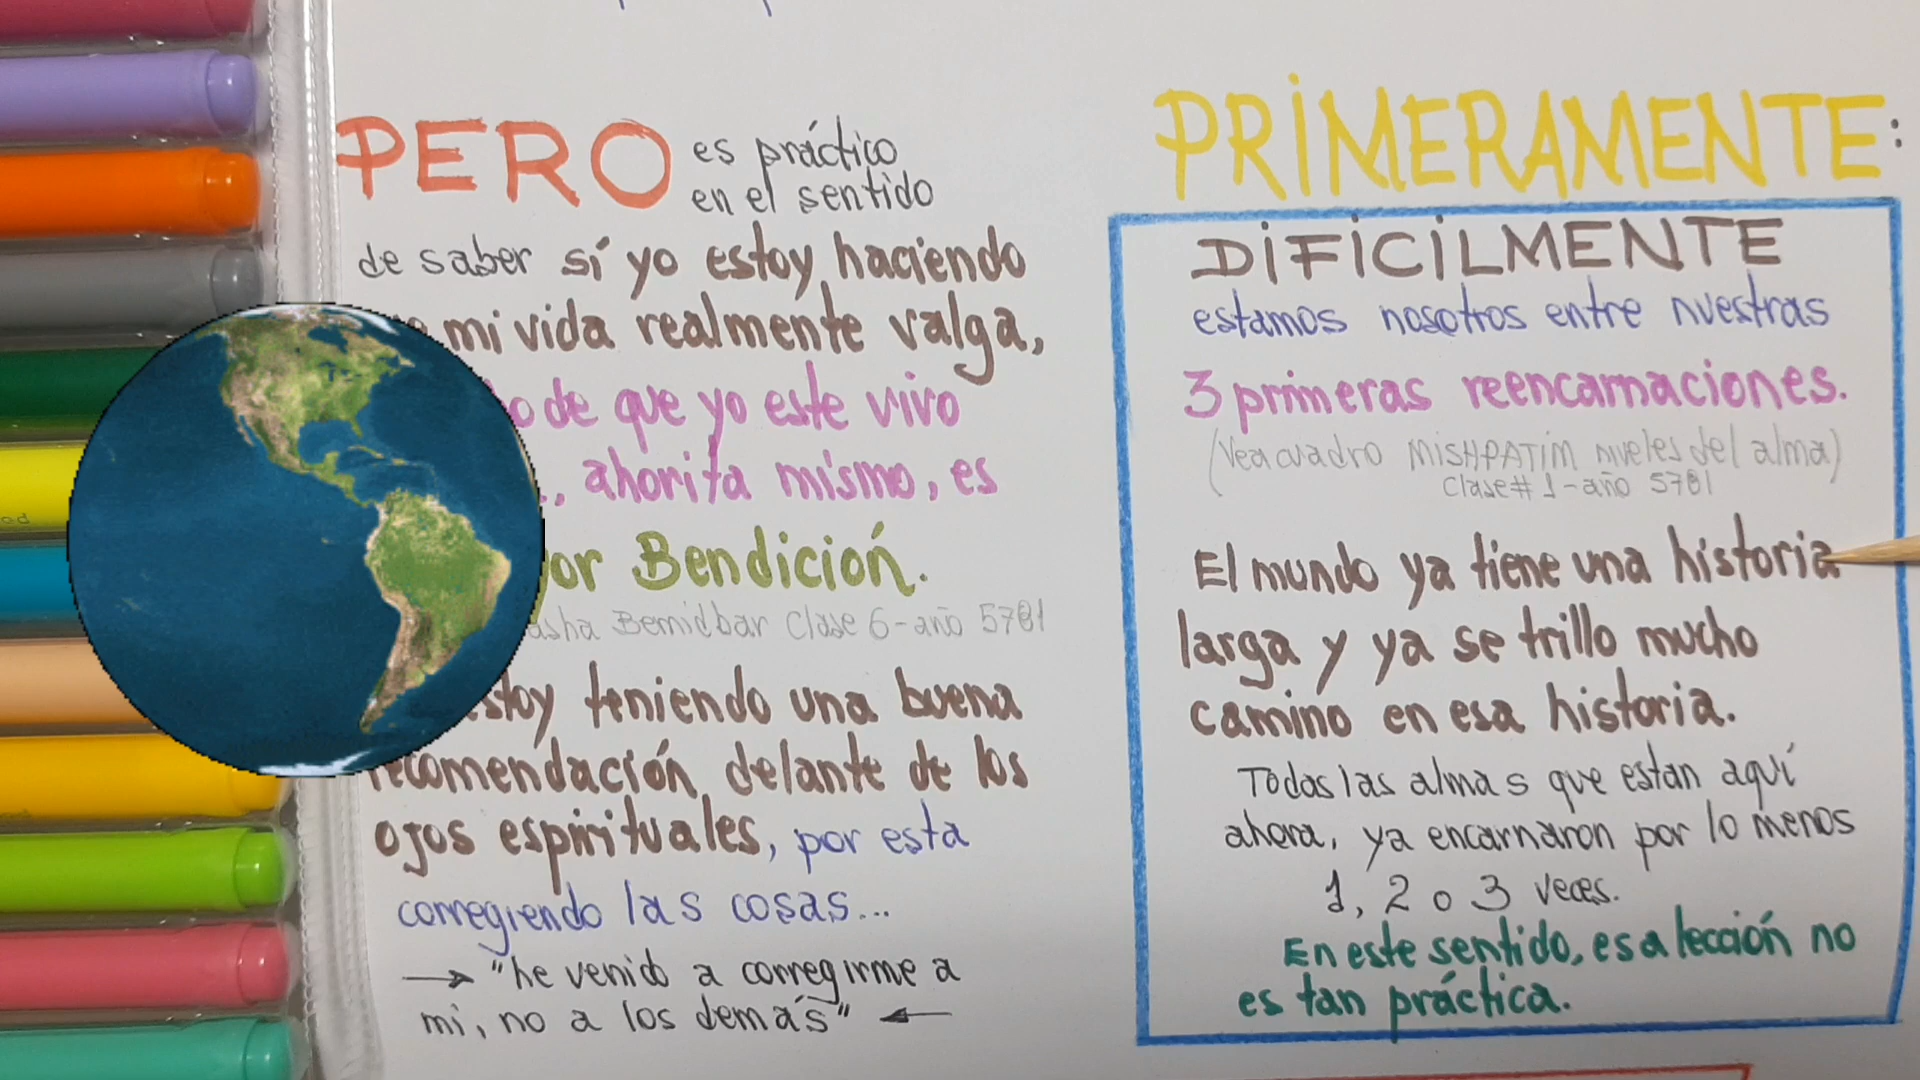 PERO es práctico
en el sentido
de saber sí yo estoy haciendo
mi vida realmente valga,
de que yo este vivo
ahorita mismo, es
Bendición.
Bemidbar Clase 6-año 5781
teniendo una buena
recomendación delante de los
ojos espirituales, por esta
corregiendo las cosas...
→ "he venido a corregirme a
mi, no a los demás" ←
PRIMERAMENTE:
DIFICILMENTE
estamos nosotros entre nuestras
3 primeras reencarnaciones.
(Vea cuadro MISHPATIM niveles del alma)
Clase# 1-año 5781
El mundo ya tiene una historia
larga y ya se trillo mucho
camino en esa historia.
Todas las almas que estan aquí
ahora, ya encarnaron por lo menos
1, 2 o 3 veces.
En este sentido, esa lección no
es tan práctica.